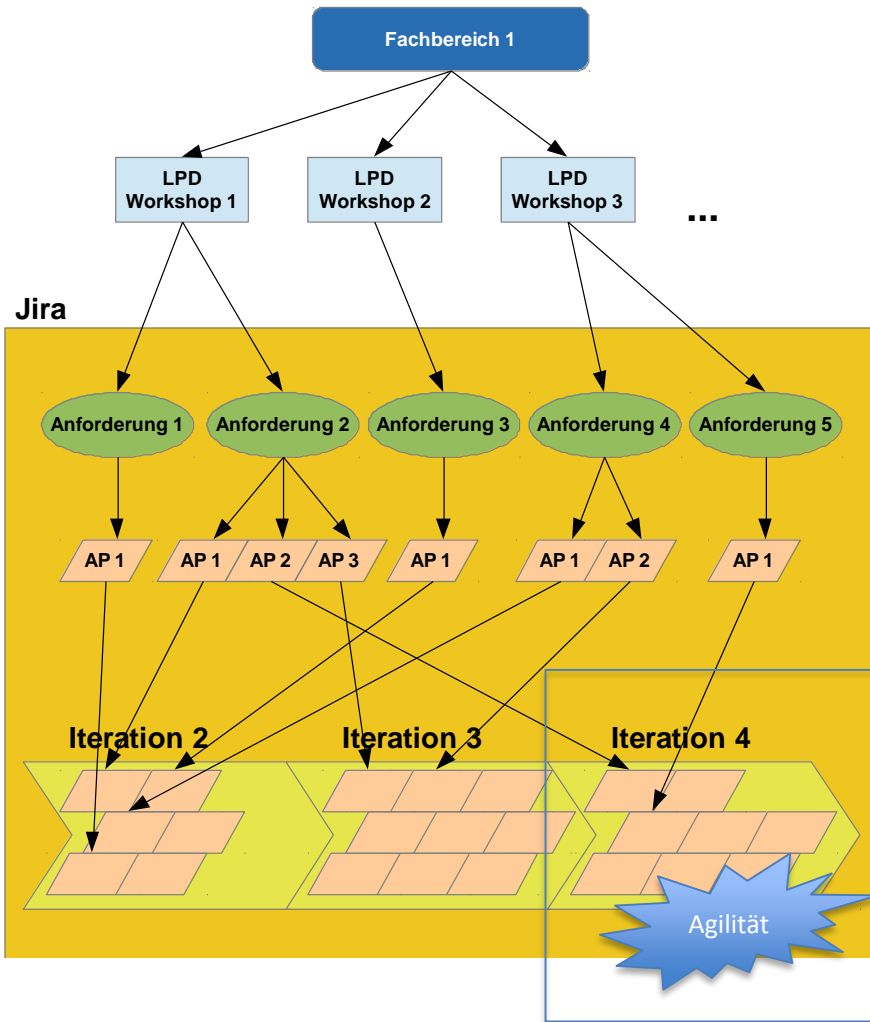 Fachbereich 1
LPD
Workshop 1
LPD
Workshop 2
LPD
Workshop 3
...
Jira
Anforderung 1
Anforderung 2
Anforderung 3
Anforderung 4
Anforderung 5
AP 1
AP 1
AP 2
AP 3
AP 1
AP 1
AP 2
AP 1
Iteration 2
Iteration 3
Iteration 4
Agilität